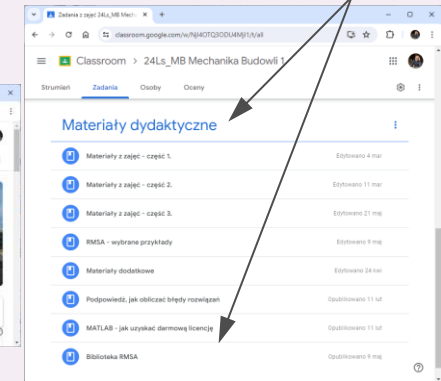 Zadania z zajęć 24Ls_MB Mech
classroom.google.com/w/NjI4OTQ3ODU4MjI1/t/all
Classroom > 24Ls_MB Mechanika Budowli 1
Strumień Zadania Osoby Oceny
Materiały dydaktyczne
Materiały z zajęć - część 1. Edytowano 4 mar
Materiały z zajęć - część 2. Edytowano 11 mar
Materiały z zajęć - część 3. Edytowano 21 maj
RMSA - wybrane przykłady Edytowano 9 maj
Materiały dodatkowe Edytowano 24 kwi
Podpowiedź, jak obliczać błędy rozwiązań Opublikowano 11 lut
MATLAB - jak uzyskać darmową licencję Opublikowano 11 lut
Biblioteka RMSA Opublikowano 9 maj